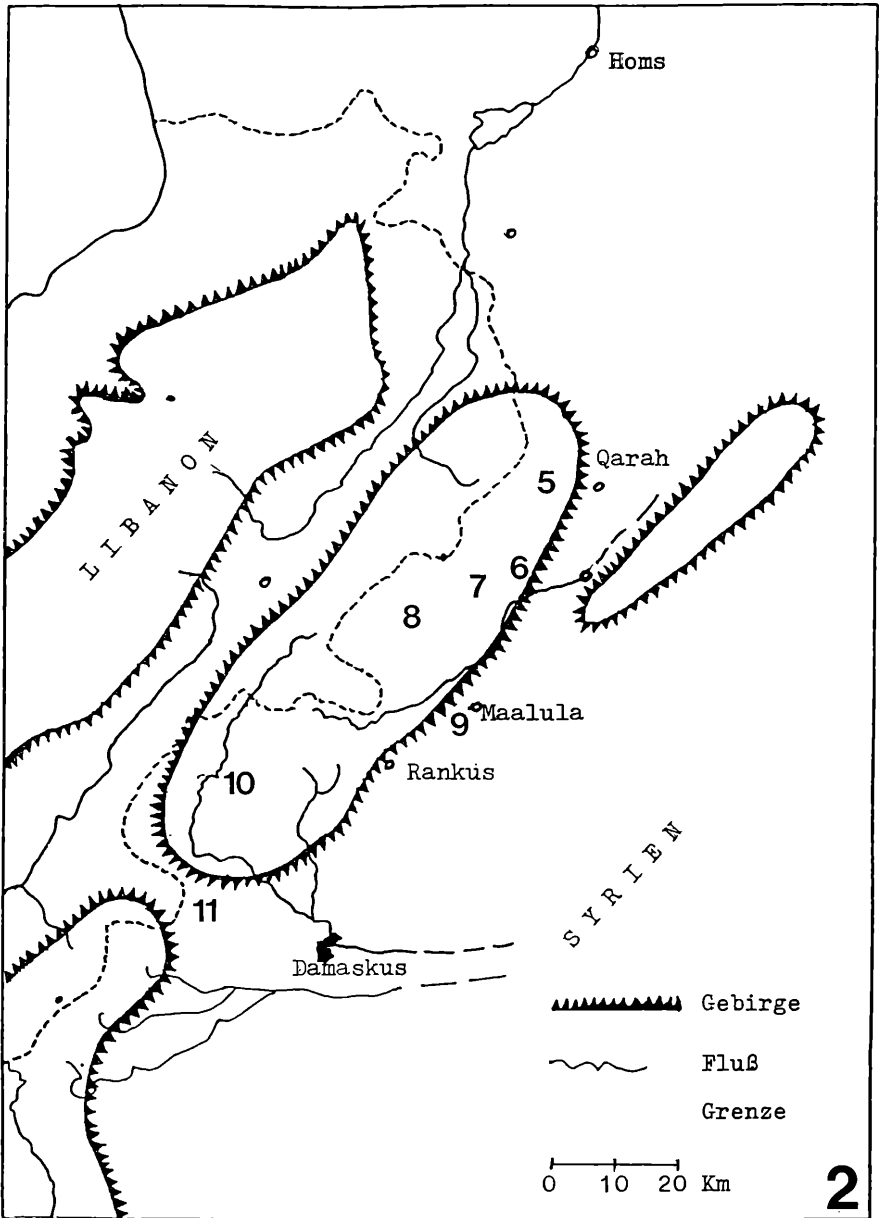 Homs
LIBANON
Qarah
5
6
7
8
Maalula
9
Rankus
10
SYRIEN
11
Damaskus
Gebirge
Fluß
Grenze
0 10 20 Km
2